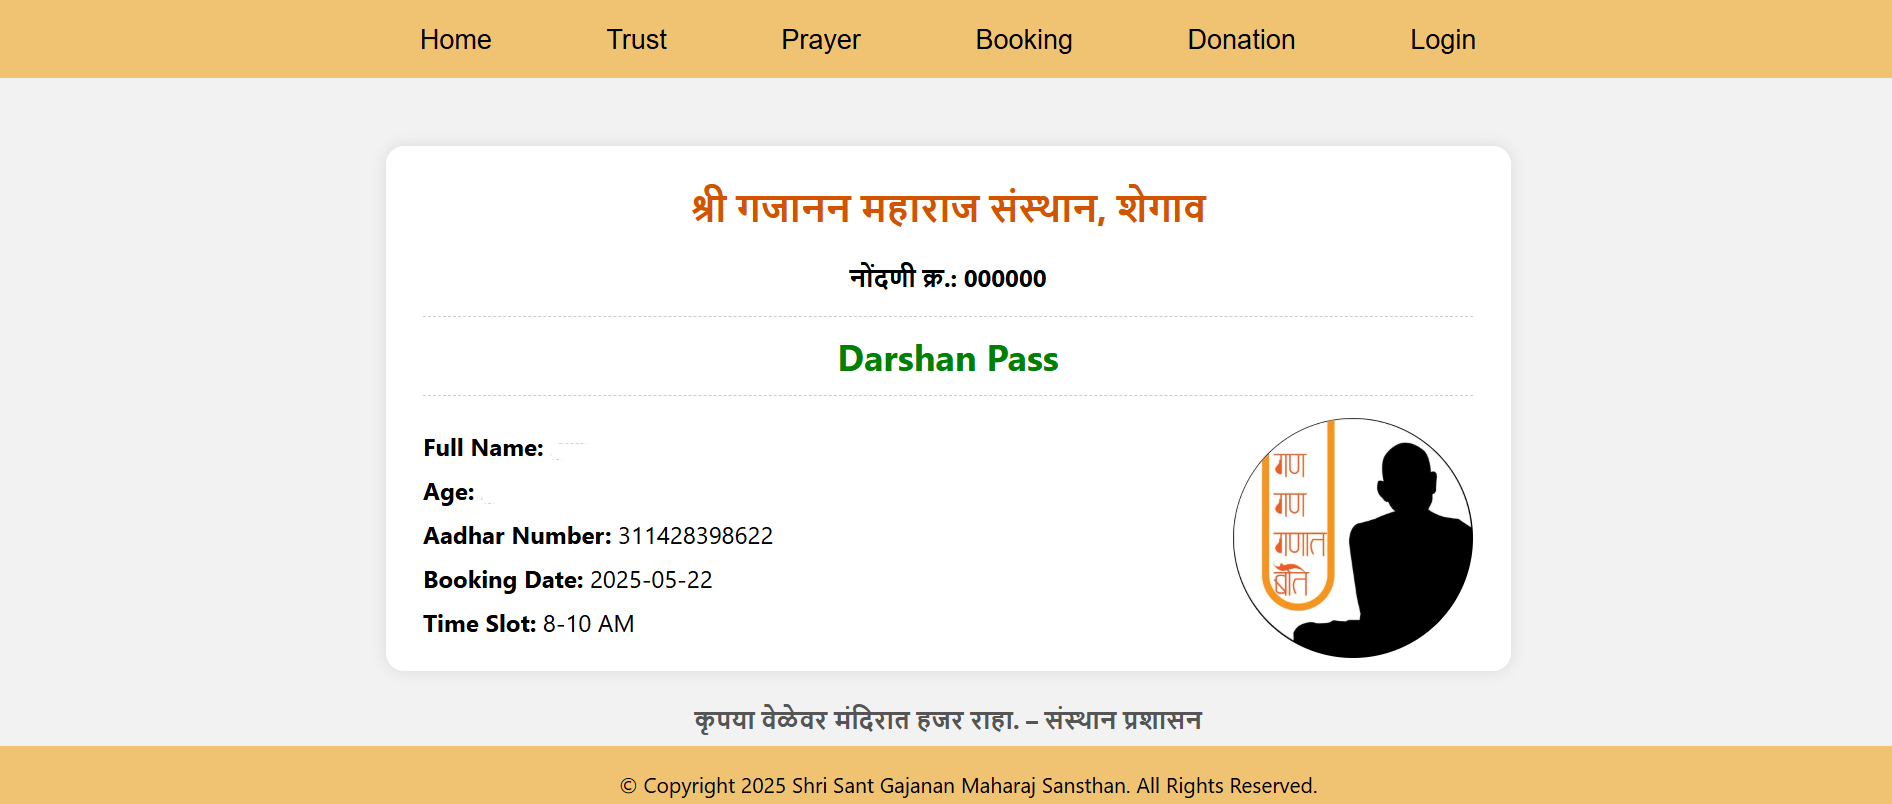 Home Trust Prayer Booking Donation Login
श्री गजानन महाराज संस्थान, शेगाव
नोंदणी क्र.: 000000
Darshan Pass
Full Name:
Age:
Aadhar Number: 311428398622
Booking Date: 2025-05-22
Time Slot: 8-10 AM
गण
गण
गणात
बोते
कृपया वेळेवर मंदिरात हजर राहा. – संस्थान प्रशासन
© Copyright 2025 Shri Sant Gajanan Maharaj Sansthan. All Rights Reserved.